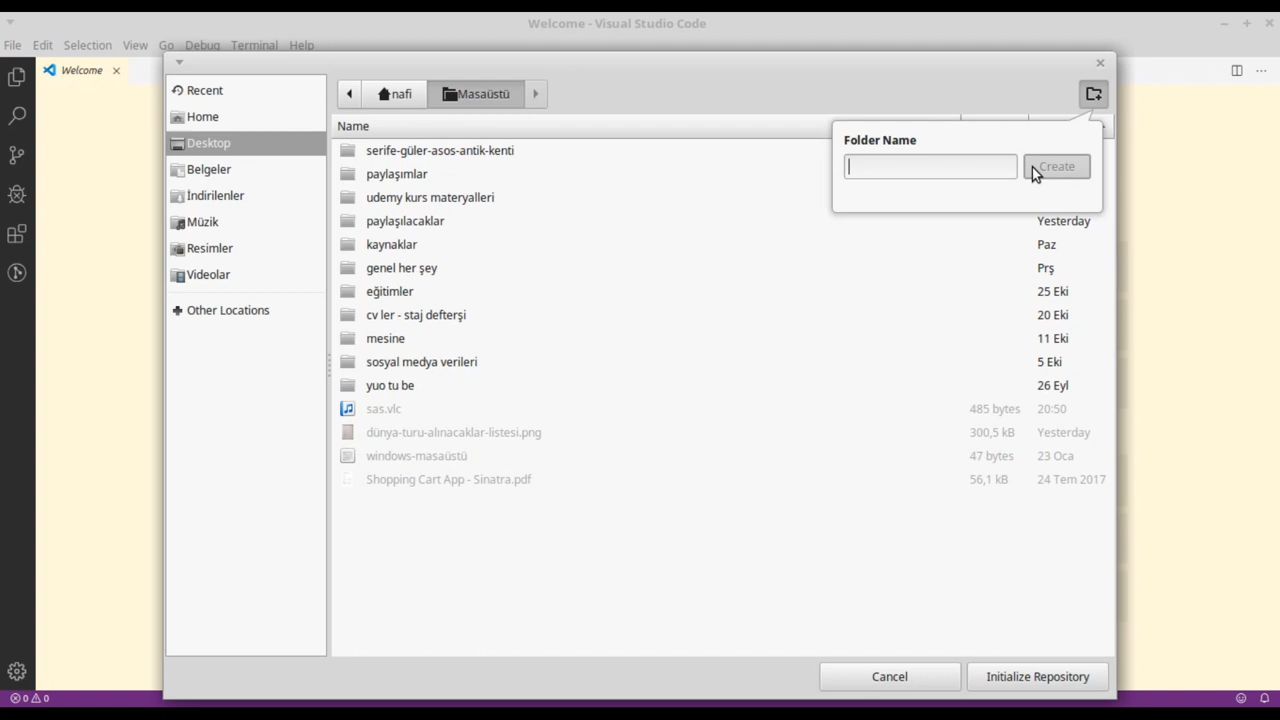 Welcome - Visual Studio Code
File Edit Selection View Go Debug Terminal Help
Welcome
Recent
Home
Desktop
Belgeler
İndirilenler
Müzik
Resimler
Videolar
Other Locations
nafi Masaüstü
Name
Folder Name
Create
serife-güler-asos-antik-kenti
paylaşımlar
udemy kurs materyalleri
paylaşılacaklar Yesterday
kaynaklar Paz
genel her şey Prş
eğitimler 25 Eki
cv ler - staj defterşi 20 Eki
mesine 11 Eki
sosyal medya verileri 5 Eki
yuo tu be 26 Eyl
sas.vlc 485 bytes 20:50
dünya-turu-alınacaklar-listesi.png 300,5 kB Yesterday
windows-masaüstü 47 bytes 23 Oca
Shopping Cart App - Sinatra.pdf 56,1 kB 24 Tem 2017
Cancel Initialize Repository
0 0